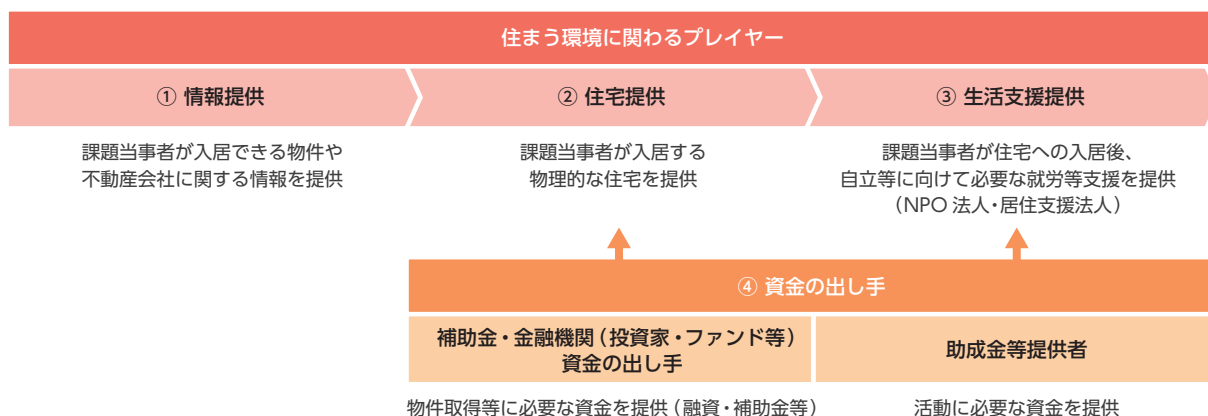 住まう環境に関わるプレイヤー
① 情報提供
② 住宅提供
③ 生活支援提供
課題当事者が入居できる物件や
不動産会社に関する情報を提供
課題当事者が入居する
物理的な住宅を提供
課題当事者が住宅への入居後、
自立等に向けて必要な就労等支援を提供
（NPO 法人・居住支援法人）
④ 資金の出し手
補助金・金融機関（投資家・ファンド等）
資金の出し手
助成金等提供者
物件取得等に必要な資金を提供（融資・補助金等）
活動に必要な資金を提供